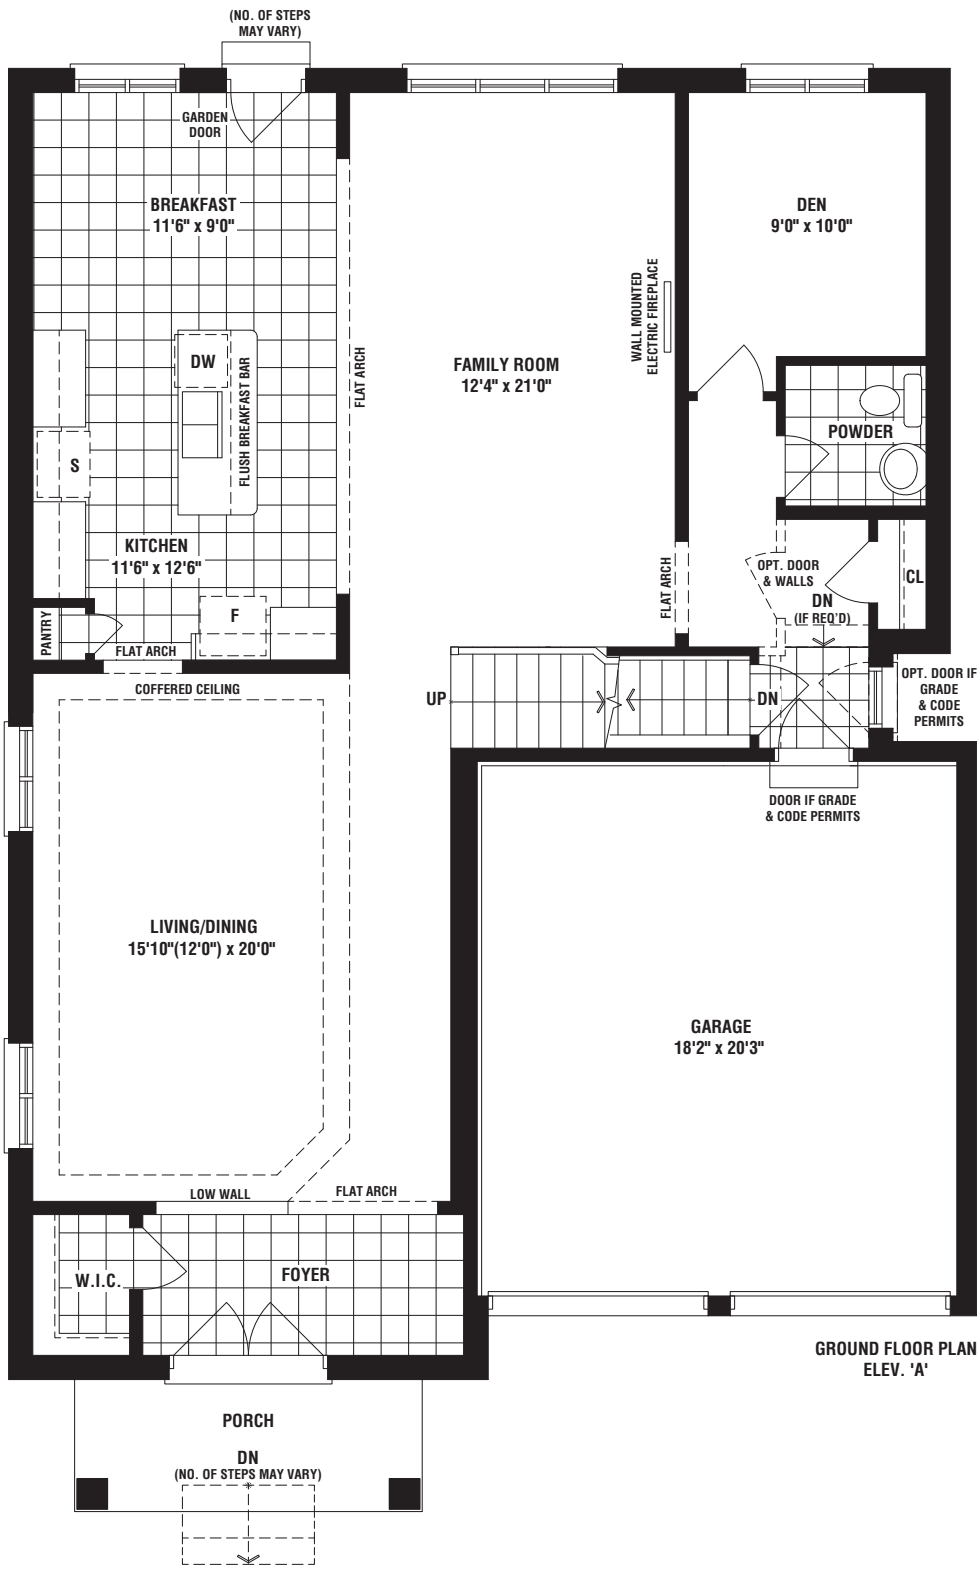 (NO. OF STEPS
MAY VARY)
GARDEN
DOOR
BREAKFAST
11'6" x 9'0"
DEN
9'0" x 10'0"
WALL MOUNTED
ELECTRIC FIREPLACE
DW
FLUSH BREAKFAST BAR
FLAT ARCH
FAMILY ROOM
12'4" x 21'0"
POWDER
S
KITCHEN
11'6" x 12'6"
FLAT ARCH
OPT. DOOR
& WALLS
CL
DN
(IF REQ'D)
PANTRY
F
FLAT ARCH
COFFERED CEILING
UP
DN
OPT. DOOR IF
GRADE
& CODE
PERMITS
DOOR IF GRADE
& CODE PERMITS
LIVING/DINING
15'10"(12'0") x 20'0"
GARAGE
18'2" x 20'3"
LOW WALL
FLAT ARCH
W.I.C.
FOYER
GROUND FLOOR PLAN
ELEV. 'A'
PORCH
DN
(NO. OF STEPS MAY VARY)